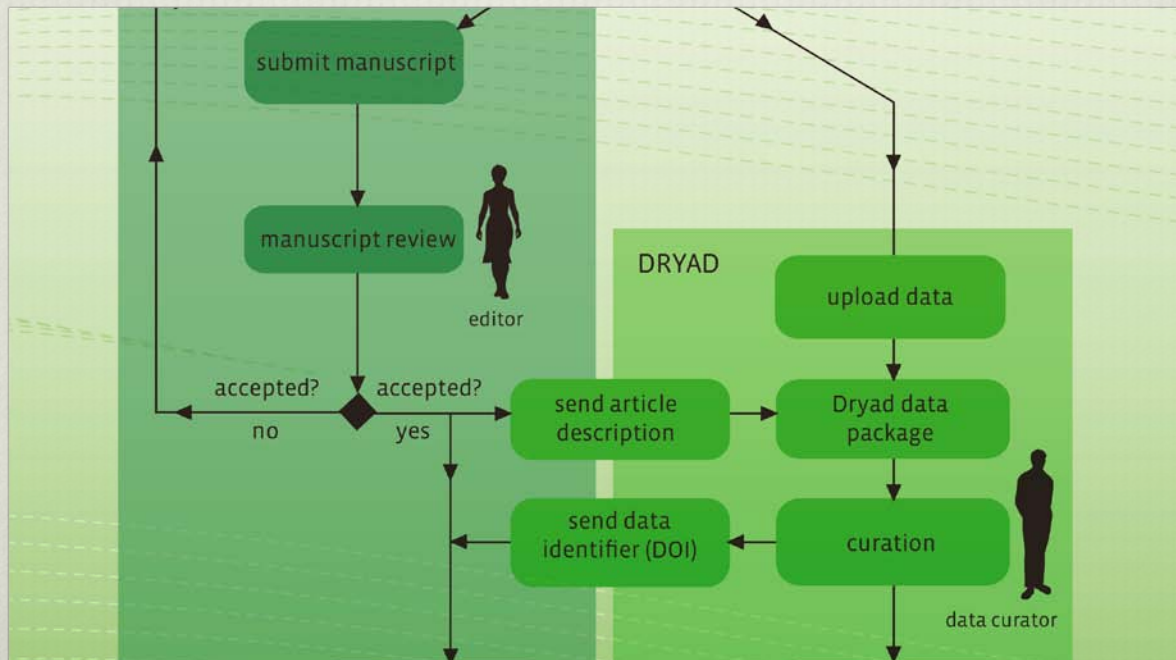 submit manuscript
manuscript review
editor
DRYAD
upload data
accepted?
no
accepted?
yes
send article
description
Dryad data
package
send data
identifier (DOI)
curation
data curator